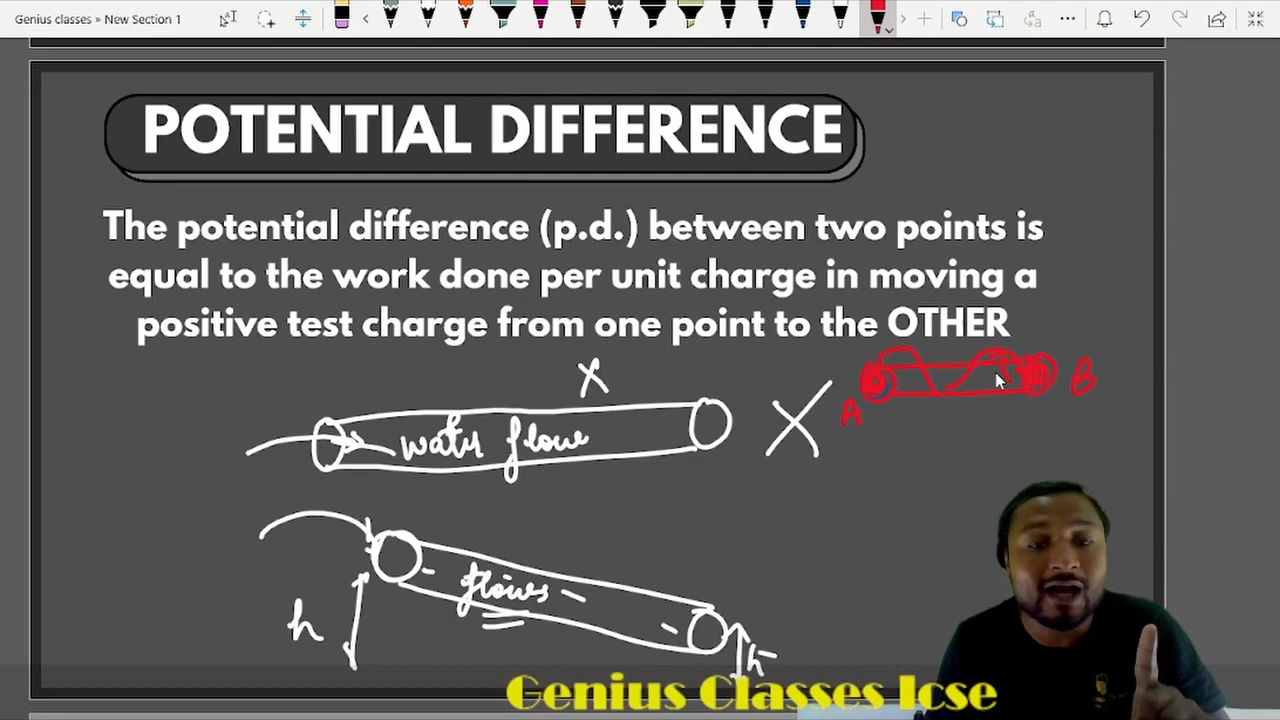 Genius classes » New Section 1
POTENTIAL DIFFERENCE
The potential difference (p.d.) between two points is
equal to the work done per unit charge in moving a
positive test charge from one point to the OTHER
X
A
B
water flow
X
flows
h
h
Genius Classes Icse